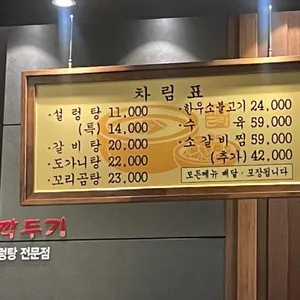 차림표
·설렁탕 11,000
(특) 14,000
·갈비탕 20,000
·도가니탕 22,000
·꼬리곰탕 23,000
·한우소불고기 24,000
·수육 59,000
·소갈비찜 59,000
(추가) 42,000
모든메뉴 배달·포장됩니다
깍두기
렁탕 전문점